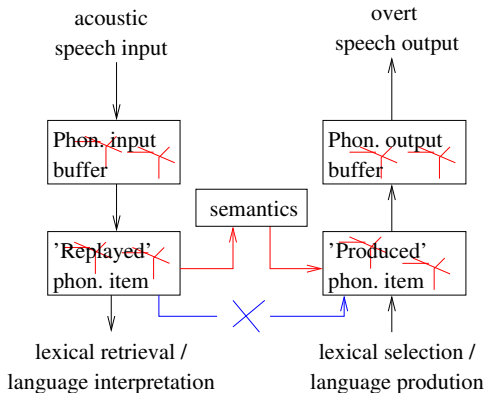 acoustic
speech input
overt
speech output
Phon. input
buffer
Phon. output
buffer
semantics
'Replayed'
phon. item
'Produced'
phon. item
lexical retrieval /
language interpretation
lexical selection /
language prodution